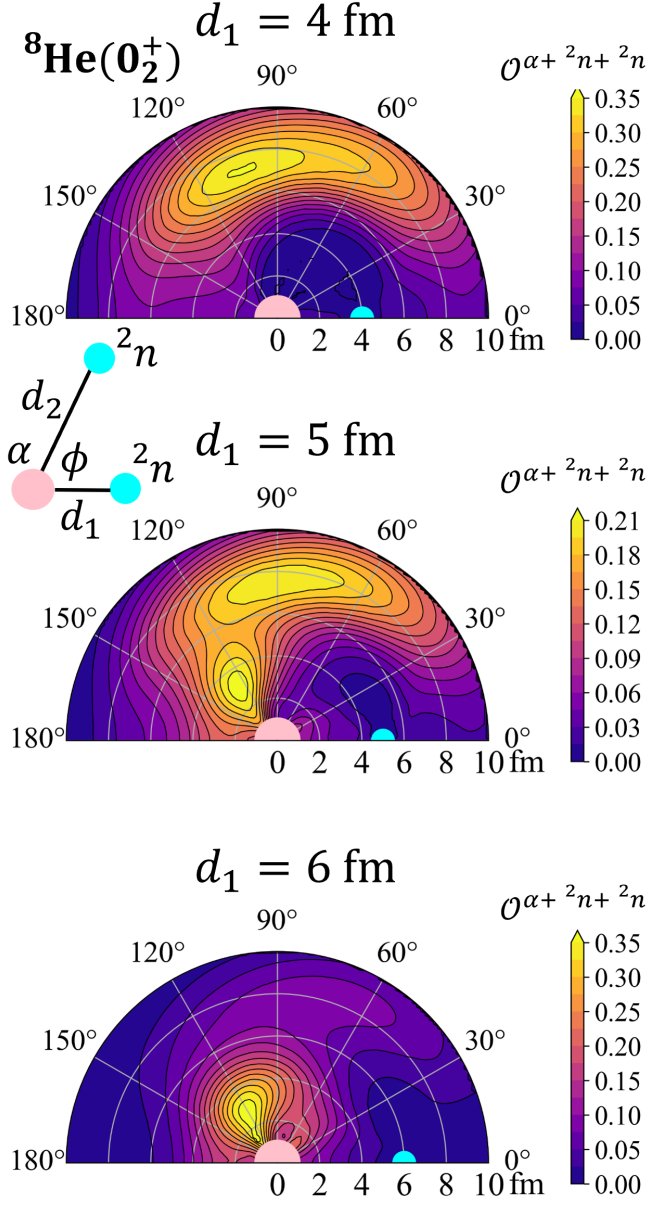 d₁ = 4 fm
⁸He(0₂⁺)
𝒪^α+ ²n+ ²n
90°
120° 60°
150° 30°
180° 0°
0 2 4 6 8 10 fm
0.35
0.30
0.25
0.20
0.15
0.10
0.05
0.00
²n
d₂
α ϕ ²n
d₁
d₁ = 5 fm
𝒪^α+ ²n+ ²n
90°
120° 60°
150° 30°
180° 0°
0 2 4 6 8 10 fm
0.21
0.18
0.15
0.12
0.09
0.06
0.03
0.00
d₁ = 6 fm
𝒪^α+ ²n+ ²n
90°
120° 60°
150° 30°
180° 0°
0 2 4 6 8 10 fm
0.35
0.30
0.25
0.20
0.15
0.10
0.05
0.00